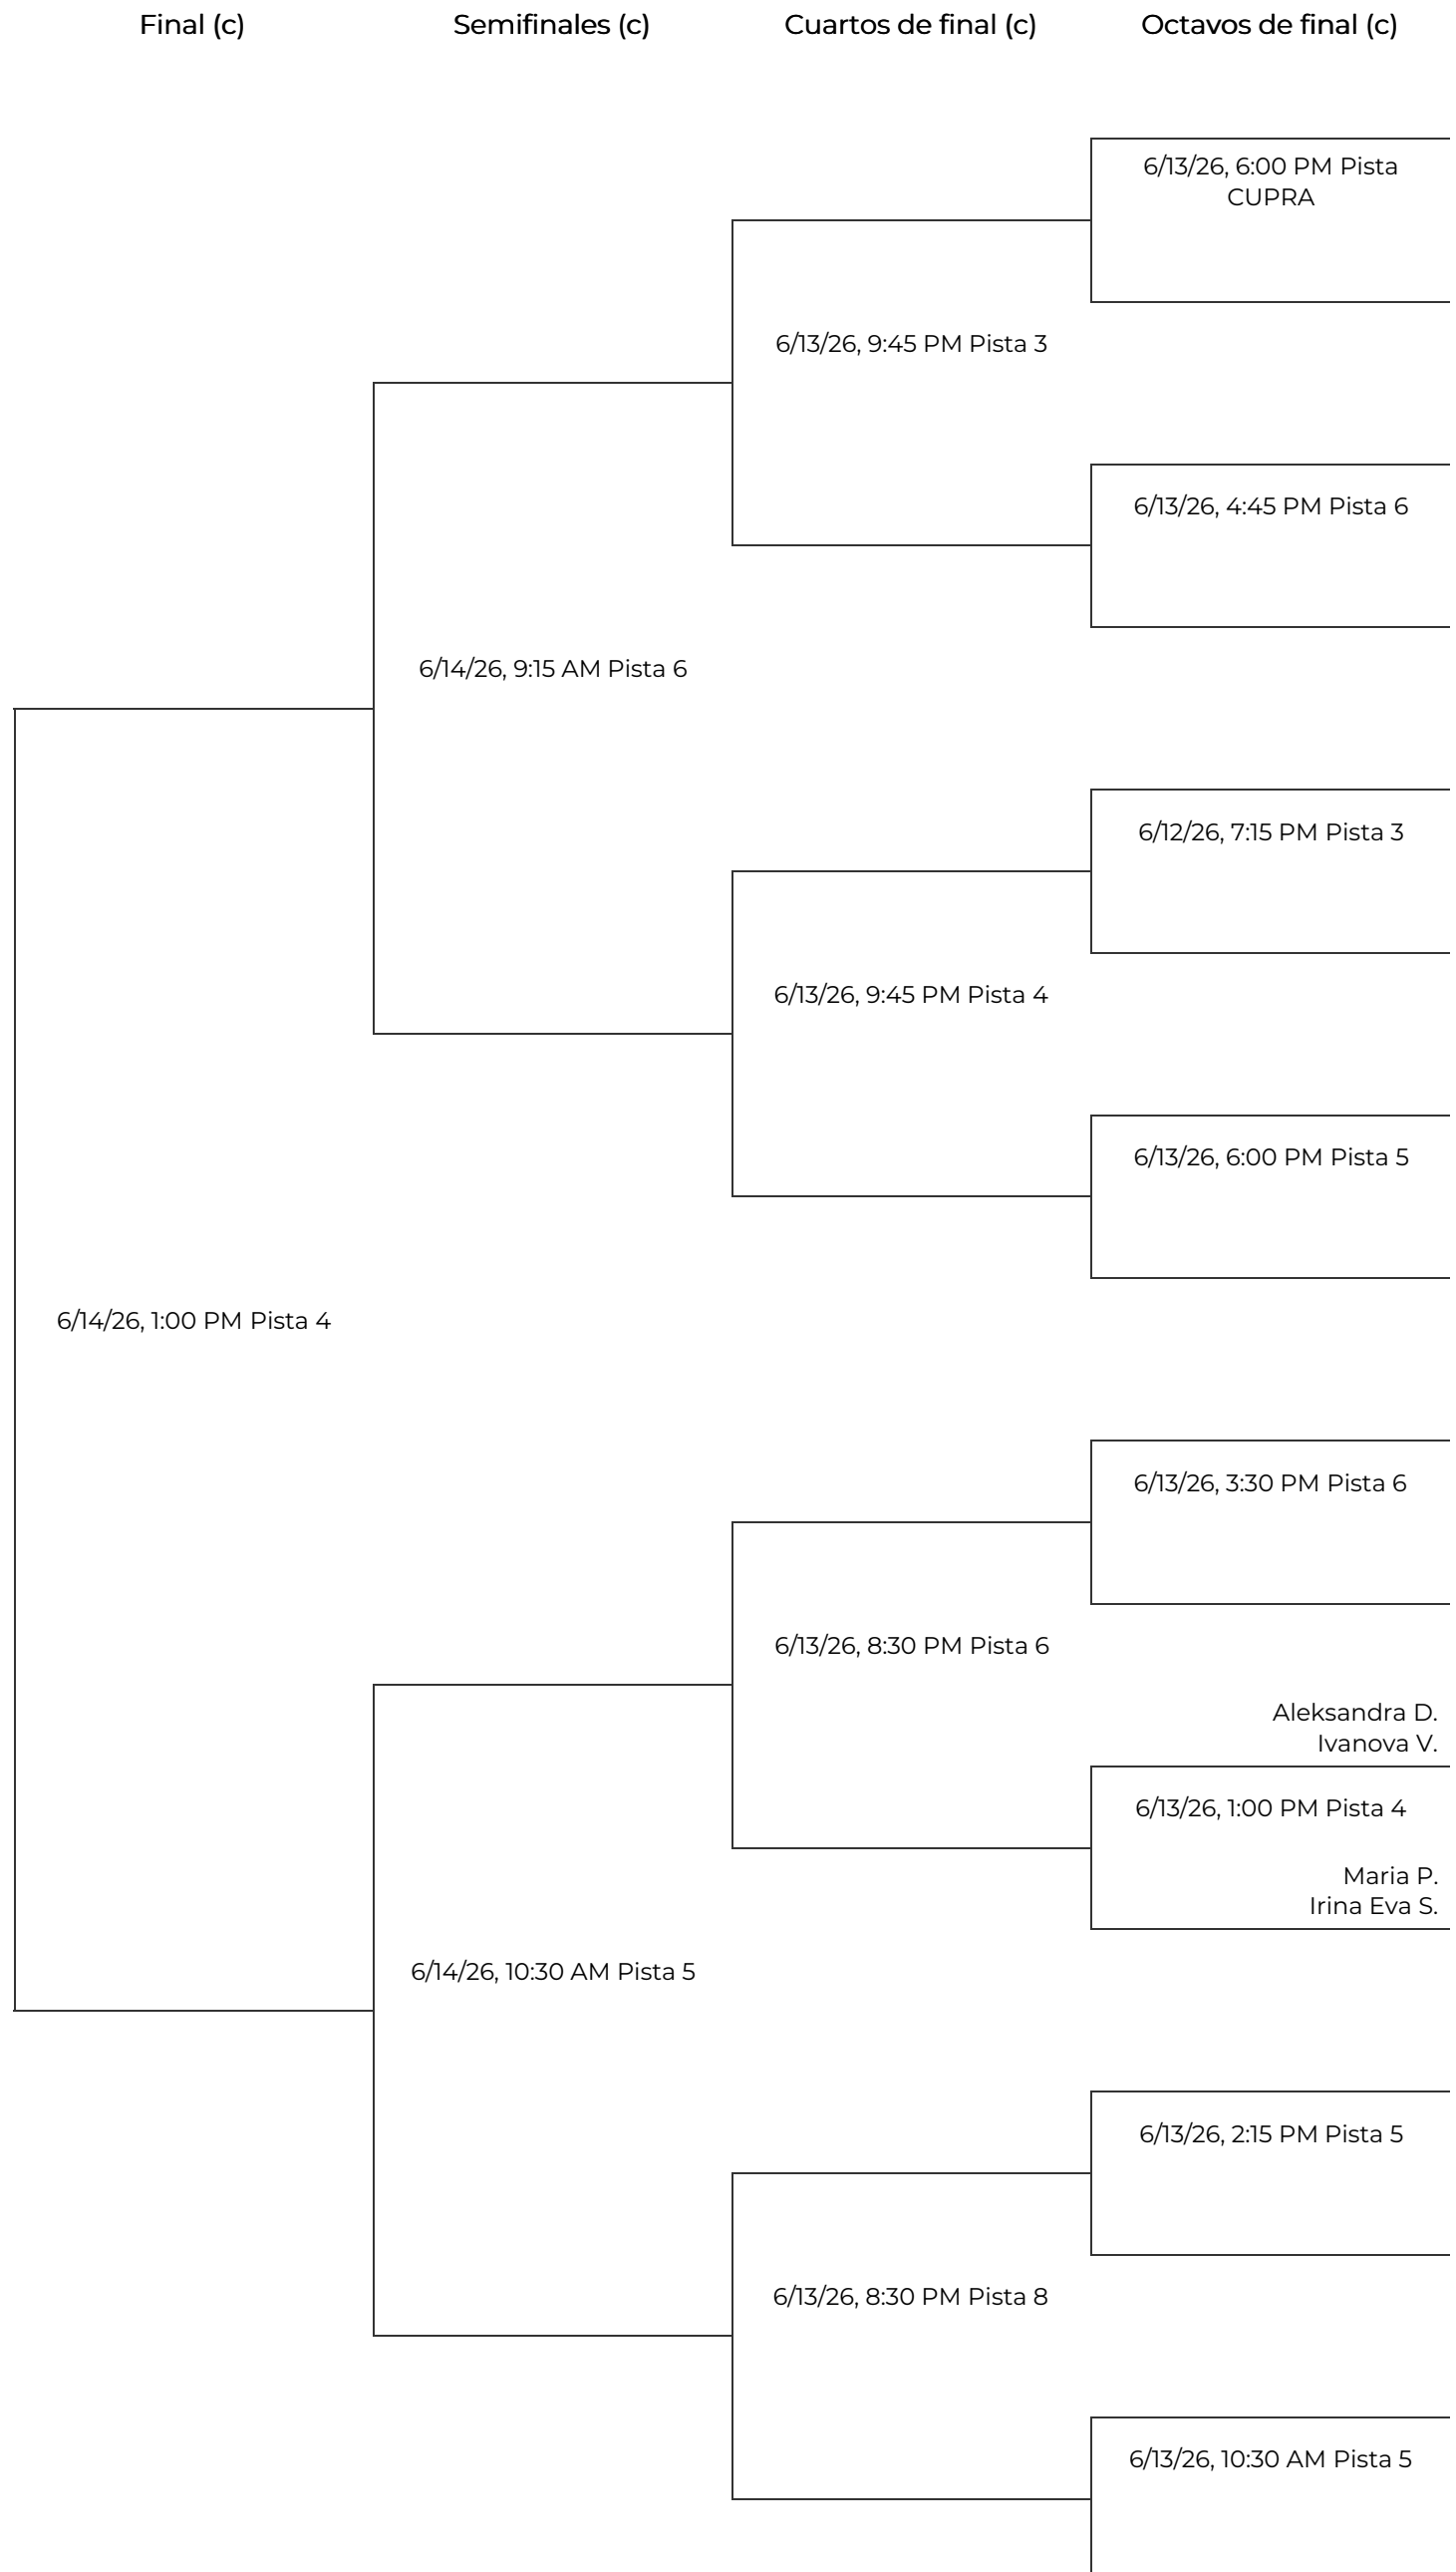 Final (c)
Semifinales (c)
Cuartos de final (c)
Octavos de final (c)
6/13/26, 6:00 PM Pista
CUPRA
6/13/26, 9:45 PM Pista 3
6/13/26, 4:45 PM Pista 6
6/14/26, 9:15 AM Pista 6
6/12/26, 7:15 PM Pista 3
6/13/26, 9:45 PM Pista 4
6/13/26, 6:00 PM Pista 5
6/14/26, 1:00 PM Pista 4
6/13/26, 3:30 PM Pista 6
6/13/26, 8:30 PM Pista 6
Aleksandra D.
Ivanova V.
6/13/26, 1:00 PM Pista 4
Maria P.
Irina Eva S.
6/14/26, 10:30 AM Pista 5
6/13/26, 2:15 PM Pista 5
6/13/26, 8:30 PM Pista 8
6/13/26, 10:30 AM Pista 5